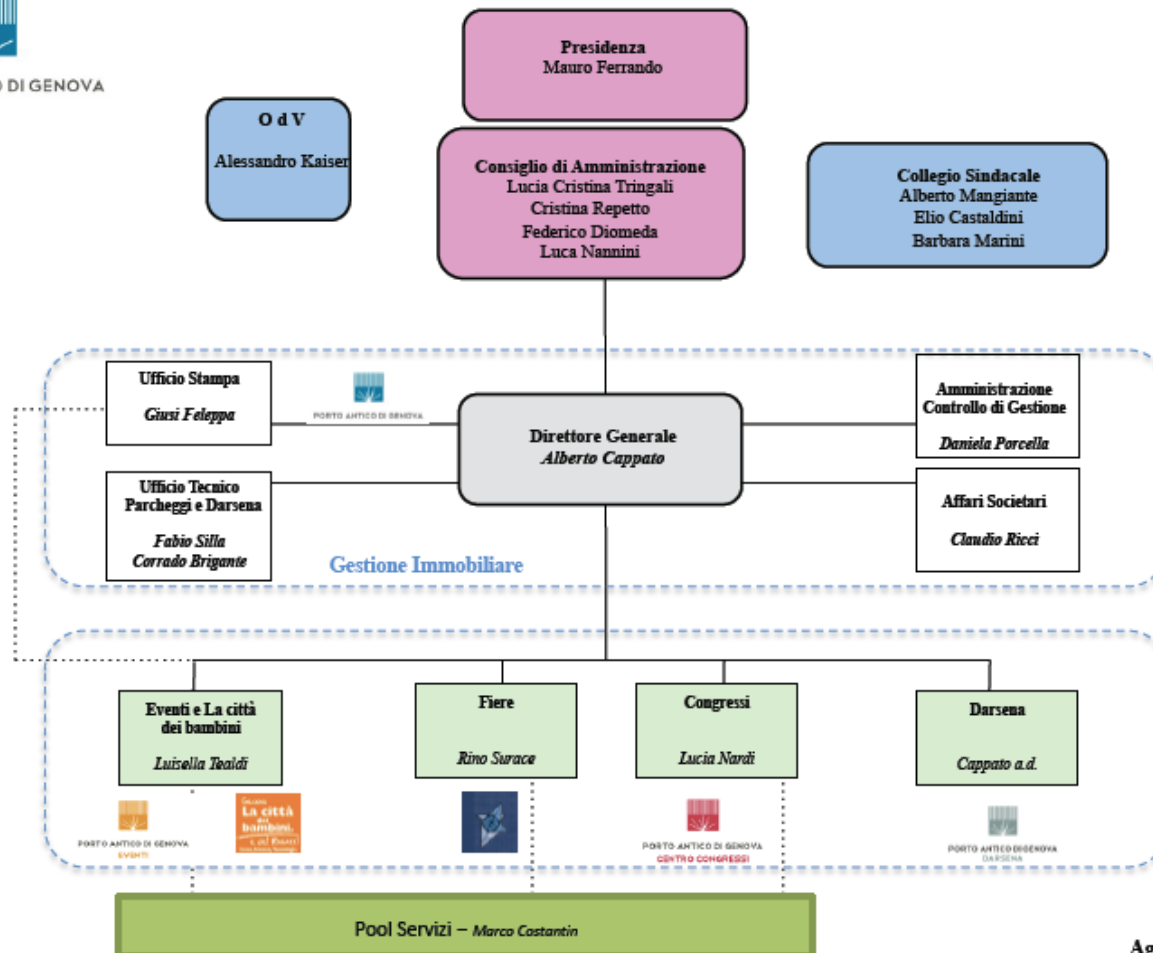 O DI GENOVA
Presidenza
Mauro Ferrando
O d V
Alessandro Kaiser
Consiglio di Amministrazione
Lucia Cristina Tringali
Cristina Repetto
Federico Diomeda
Luca Nannini
Collegio Sindacale
Alberto Mangiante
Elio Castaldini
Barbara Marini
Ufficio Stampa
Giusi Feleppa
PORTO ANTICO DI GENOVA
Direttore Generale
Alberto Cappato
Amministrazione
Controllo di Gestione
Daniela Porcella
Ufficio Tecnico
Parcheggi e Darsena
Fabio Silla
Corrado Brigante
Affari Societari
Claudio Ricci
Gestione Immobiliare
Eventi e La città
dei bambini
Luisella Tealdi
Fiere
Rino Surace
Congressi
Lucia Nardi
Darsena
Cappato a.d.
PORTO ANTICO DI GENOVA
EVENTI
La città
dei
bambini
PORTO ANTICO DI GENOVA
CENTRO CONGRESSI
PORTO ANTICO DI GENOVA
DARSENA
Pool Servizi – Marco Costantin
Ag